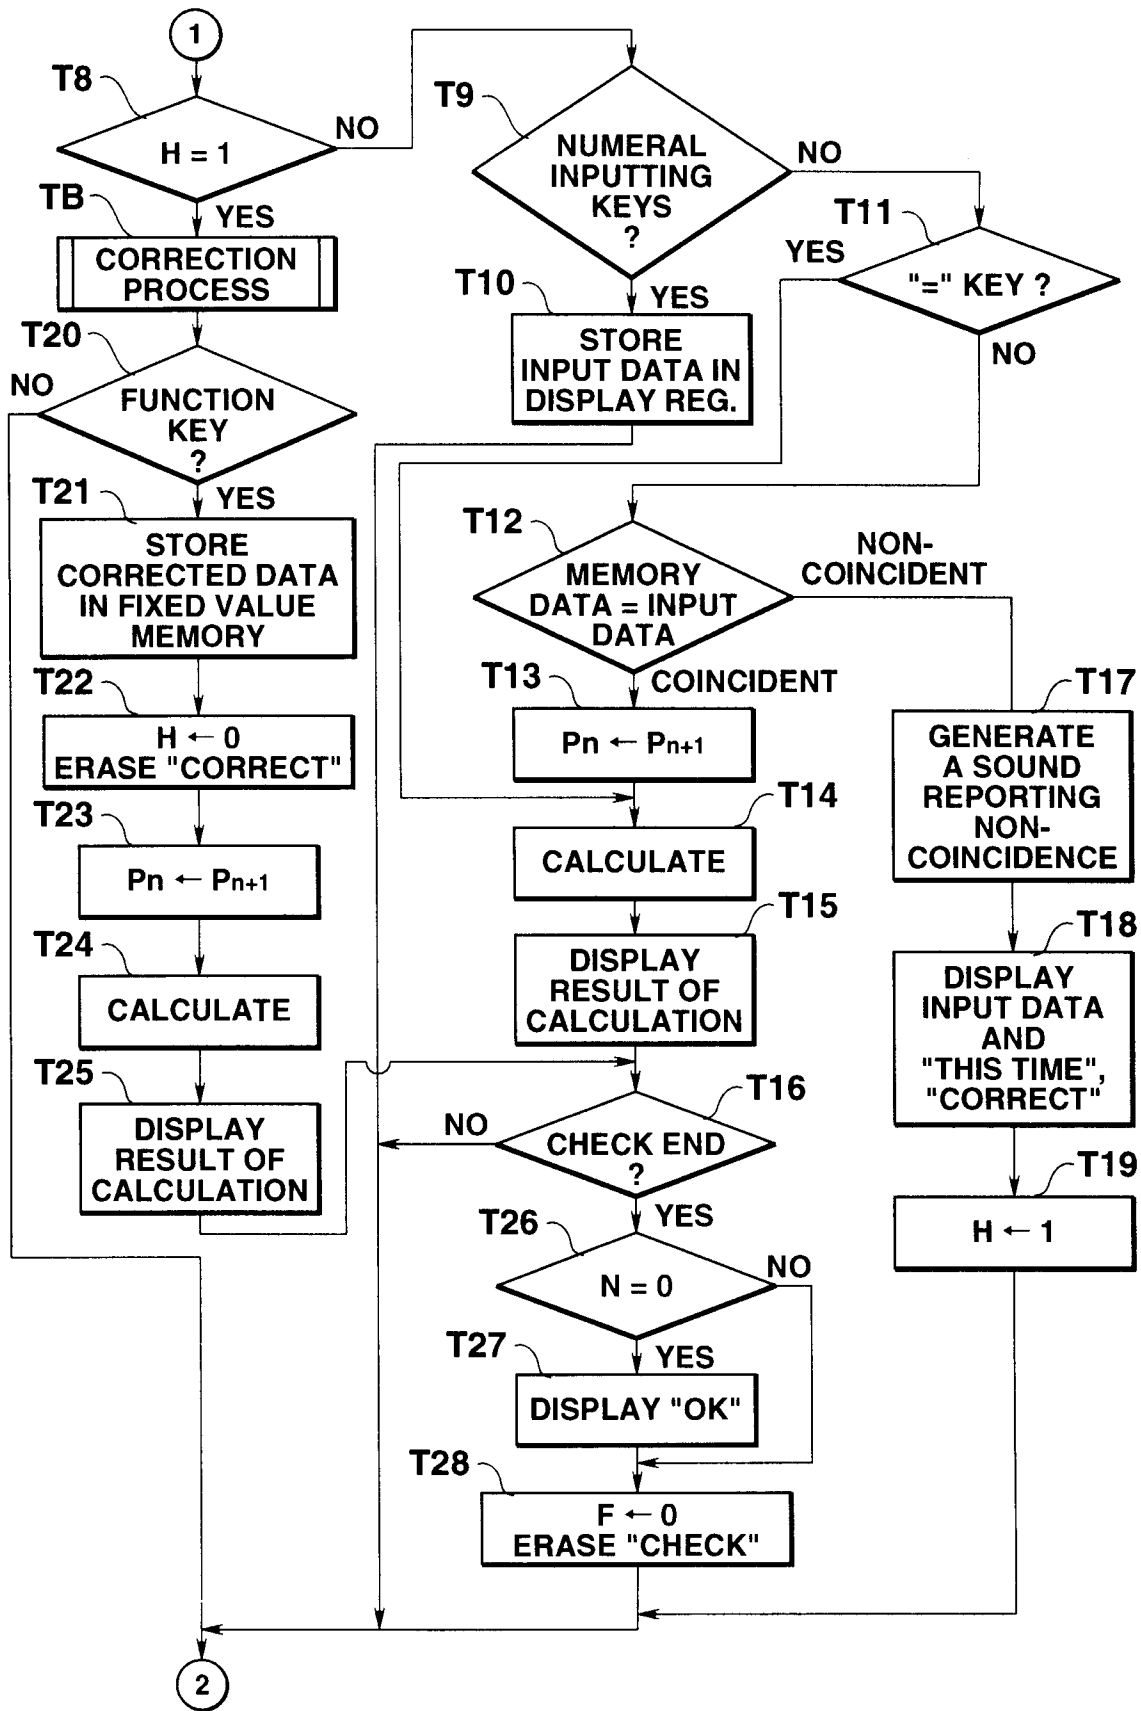 1
T8
H = 1
NO
YES
TB
CORRECTION
PROCESS
T20
NO
FUNCTION
KEY
?
YES
T21
STORE
CORRECTED DATA
IN FIXED VALUE
MEMORY
T22
H ← 0
ERASE "CORRECT"
T23
Pn ← Pn+1
T24
CALCULATE
T25
DISPLAY
RESULT OF
CALCULATION
T9
NUMERAL
INPUTTING
KEYS
?
NO
YES
T10
STORE
INPUT DATA IN
DISPLAY REG.
T11
YES
"=" KEY ?
NO
T12
MEMORY
DATA = INPUT
DATA
NON-
COINCIDENT
COINCIDENT
T13
Pn ← Pn+1
T14
CALCULATE
T15
DISPLAY
RESULT OF
CALCULATION
T16
NO
CHECK END
?
YES
T26
N = 0
NO
YES
T27
DISPLAY "OK"
T28
F ← 0
ERASE "CHECK"
T17
GENERATE
A SOUND
REPORTING
NON-
COINCIDENCE
T18
DISPLAY
INPUT DATA
AND
"THIS TIME",
"CORRECT"
T19
H ← 1
2